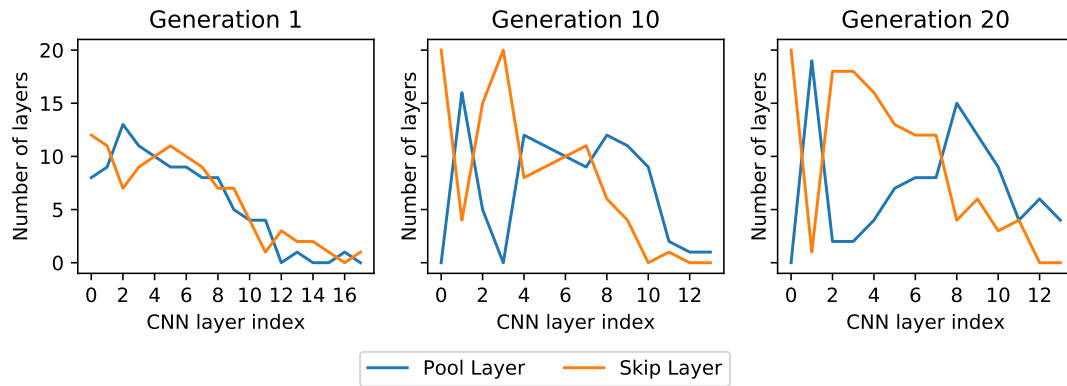 Generation 1
Generation 10
Generation 20
Number of layers
20
15
10
5
0
0 2 4 6 8 10 12 14 16
CNN layer index
Number of layers
0 2 4 6 8 10 12
CNN layer index
Number of layers
0 2 4 6 8 10 12
CNN layer index
Pool Layer
Skip Layer